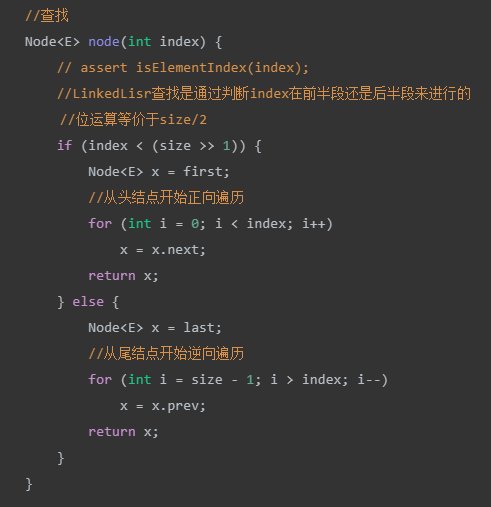 //查找
Node<E> node(int index) {
// assert isElementIndex(index);
//LinkedLisr查找是通过判断index在前半段还是后半段来进行的
//位运算等价于size/2
if (index < (size >> 1)) {
Node<E> x = first;
//从头结点开始正向遍历
for (int i = 0; i < index; i++)
x = x.next;
return x;
} else {
Node<E> x = last;
//从尾结点开始逆向遍历
for (int i = size - 1; i > index; i--)
x = x.prev;
return x;
}
}